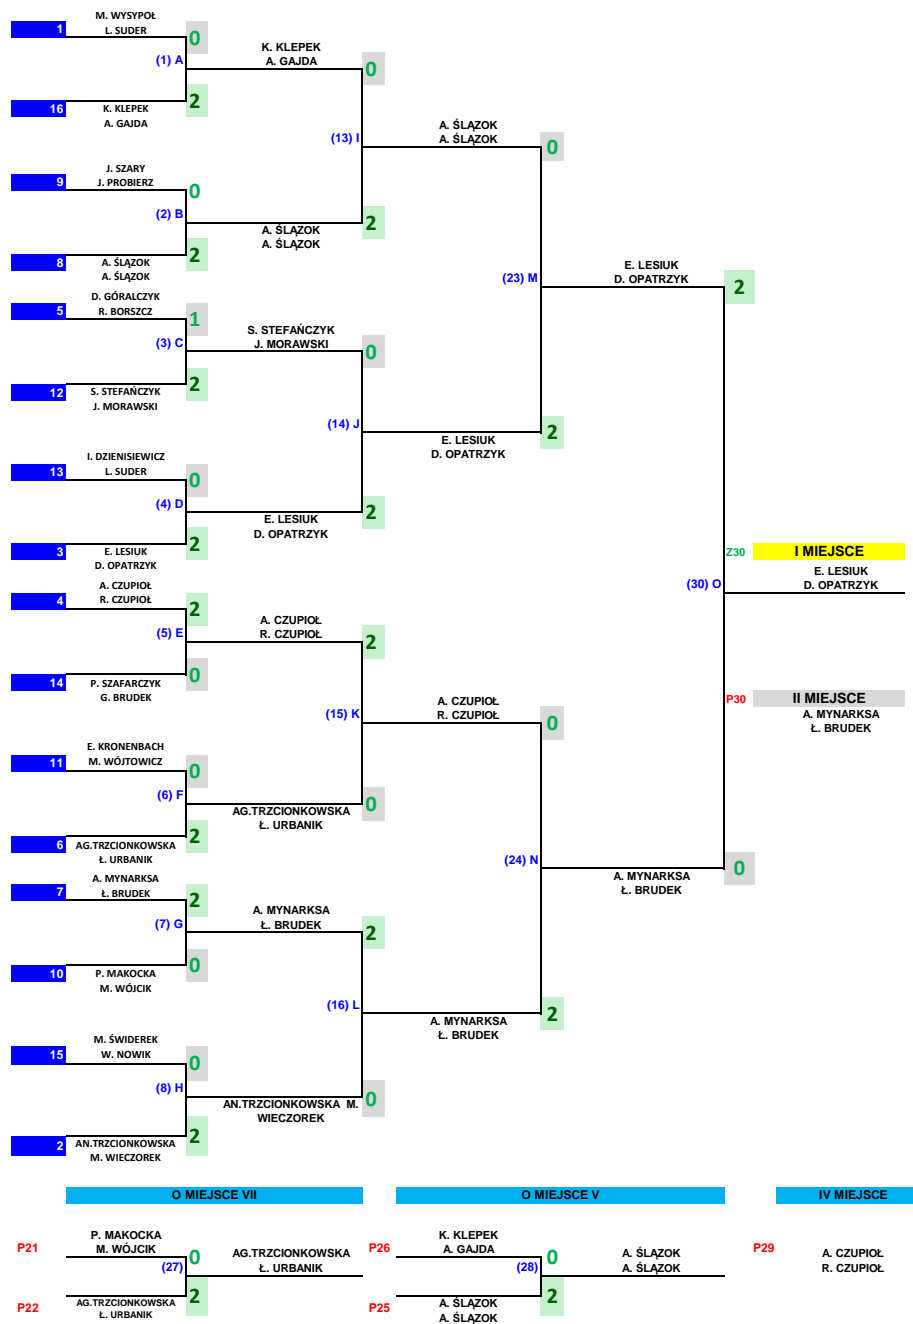 M. WYSYPOŁ
1 L. SUDER 0
(1) A
K. KLEPEK
A. GAJDA 0
16 K. KLEPEK 2
A. GAJDA
(13) I
A. ŚLĄZOK
A. ŚLĄZOK 0
J. SZARY
9 J. PROBIERZ 0
(2) B
A. ŚLĄZOK 2
A. ŚLĄZOK
8 A. ŚLĄZOK 2
A. ŚLĄZOK
(23) M
E. LESIUK
D. OPATRZYK 2
D. GÓRALCZYK
5 R. BORSZCZ 1
(3) C
S. STEFAŃCZYK
J. MORAWSKI 0
12 S. STEFAŃCZYK 2
J. MORAWSKI
(14) J
E. LESIUK 2
D. OPATRZYK
I. DZIENISIEWICZ
13 L. SUDER 0
(4) D
E. LESIUK 2
D. OPATRZYK
3 E. LESIUK 2
D. OPATRZYK
Z30 I MIEJSCE
E. LESIUK
(30) O D. OPATRZYK
A. CZUPIOŁ
4 R. CZUPIOŁ 2
(5) E
A. CZUPIOŁ
R. CZUPIOŁ 2
14 P. SZAFARCZYK 0
G. BRUDEK
P30 II MIEJSCE
A. MYNARKSA
Ł. BRUDEK
(15) K
A. CZUPIOŁ
R. CZUPIOŁ 0
E. KRONENBACH
11 M. WÓJTOWICZ 0
(6) F
AG.TRZCIONKOWSKA 0
Ł. URBANIK
6 AG.TRZCIONKOWSKA 2
Ł. URBANIK
(24) N
A. MYNARKSA 0
Ł. BRUDEK
A. MYNARKSA
7 Ł. BRUDEK 2
(7) G
A. MYNARKSA
Ł. BRUDEK 2
10 P. MAKOCKA 0
M. WÓJCIK
(16) L
A. MYNARKSA 2
Ł. BRUDEK
M. ŚWIDEREK
15 W. NOWIK 0
(8) H
AN.TRZCIONKOWSKA M. 0
WIECZOREK
2 AN.TRZCIONKOWSKA 2
M. WIECZOREK
O MIEJSCE VII O MIEJSCE V IV MIEJSCE
P. MAKOCKA
P21 M. WÓJCIK 0
(27)
AG.TRZCIONKOWSKA
Ł. URBANIK
P22 AG.TRZCIONKOWSKA 2
Ł. URBANIK
K. KLEPEK
P26 A. GAJDA 0
(28)
A. ŚLĄZOK
A. ŚLĄZOK
P25 A. ŚLĄZOK 2
A. ŚLĄZOK
P29 A. CZUPIOŁ
R. CZUPIOŁ